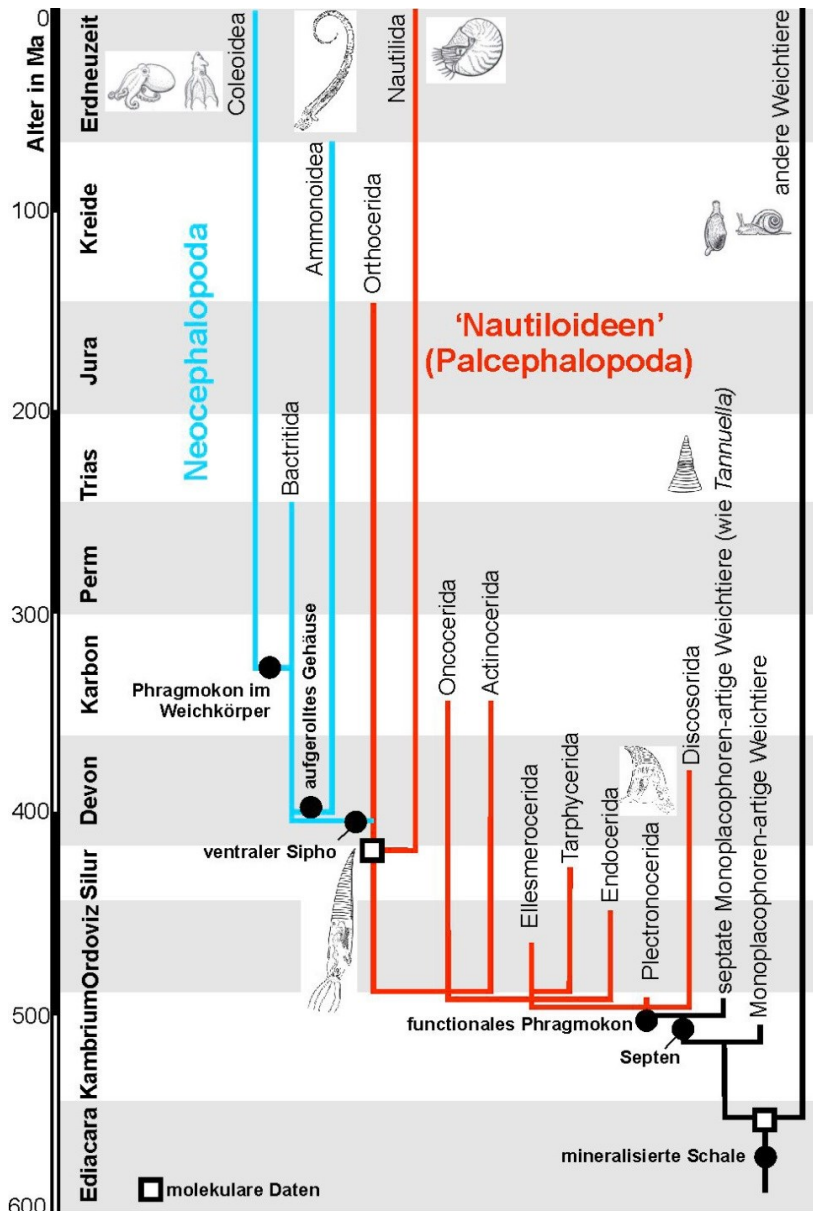 Alter in Ma
0
100
200
300
400
500
600
Erdneuzeit
Kreide
Jura
Trias
Perm
Karbon
Devon
Silur
Ordoviz
Kambrium
Ediacara
Neocephalopoda
Coleoidea
Ammonoidea
Nautilida
andere Weichtiere
Orthocerida
'Nautiloideen'
(Palcephalopoda)
Bactritida
Phragmokon im
Weichkörper
aufgerolltes Gehäuse
ventraler Sipho
Oncocerida
Actinocerida
Ellesmerocerida
Tarphycerida
Endocerida
Plectronocerida
Discosorida
septate Monoplacophoren-artige Weichtiere (wie Tannuella)
Monoplacophoren-artige Weichtiere
functionales Phragmokon
Septen
mineralisierte Schale
molekulare Daten